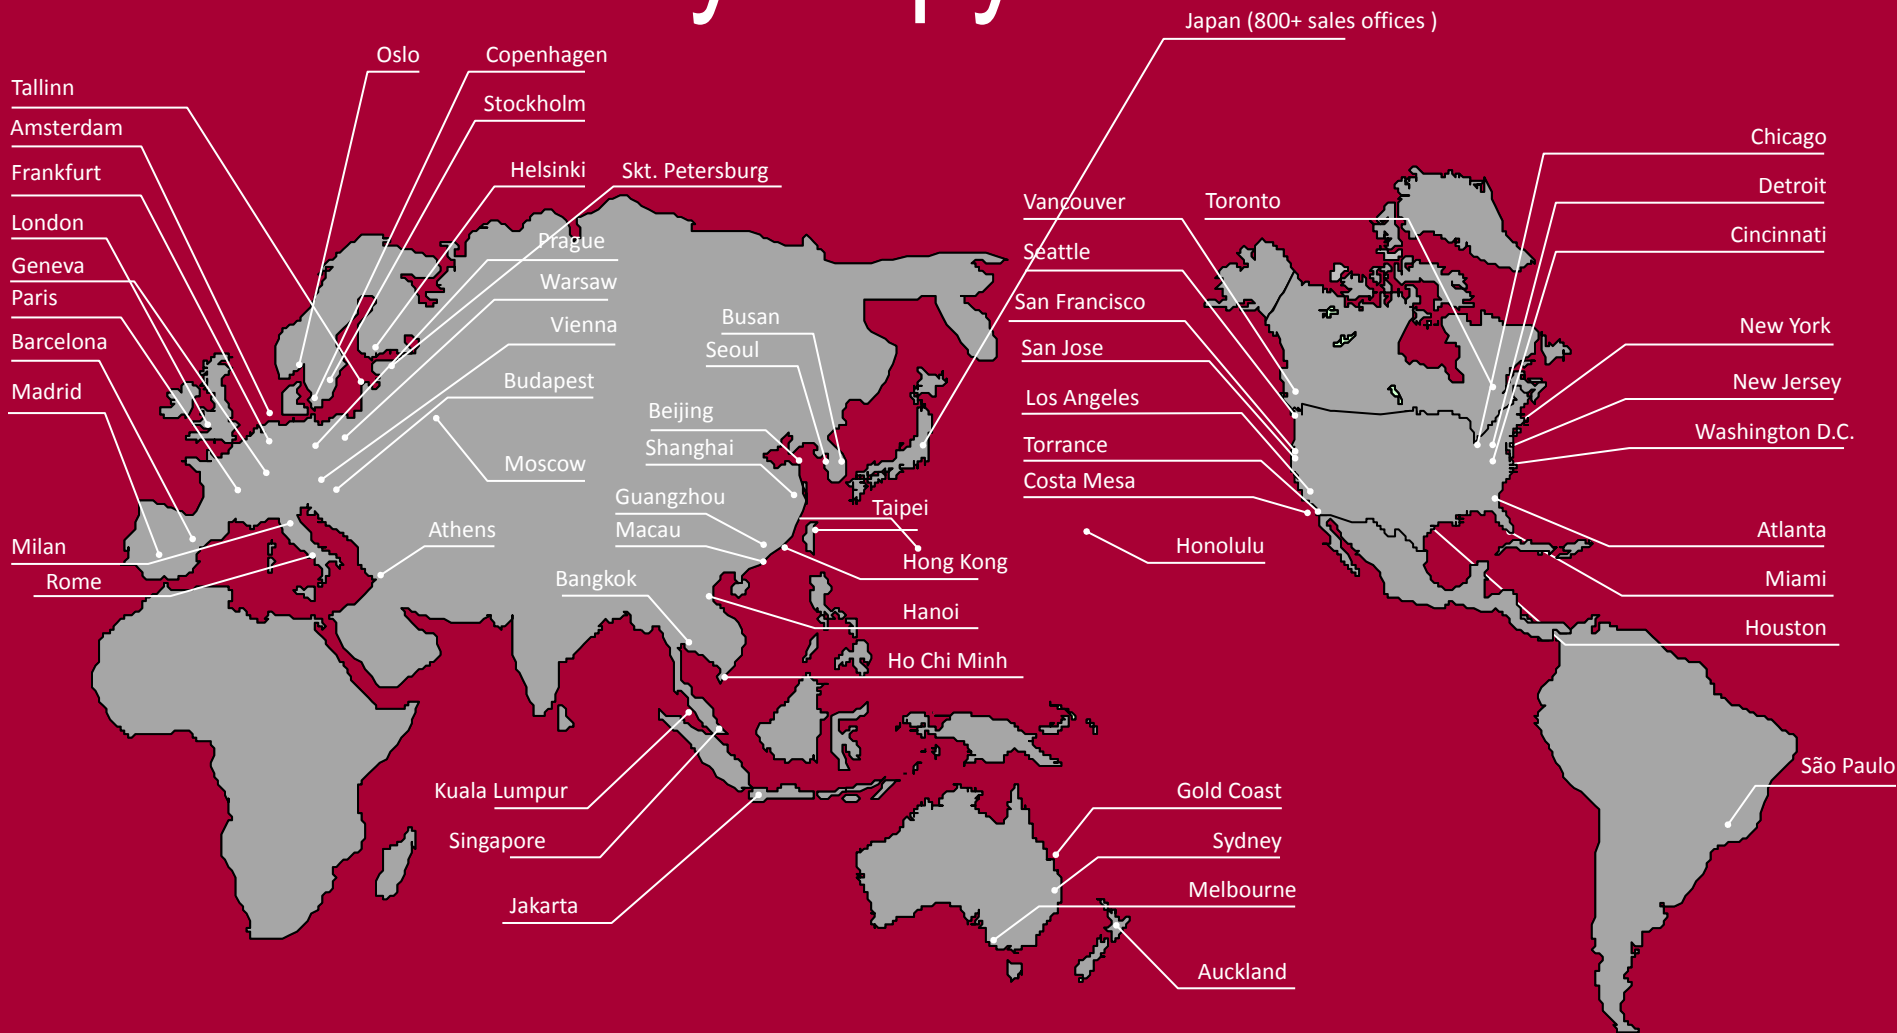 Japan (800+ sales offices )
Oslo
Copenhagen
Tallinn
Stockholm
Amsterdam
Frankfurt
Helsinki
Skt. Petersburg
London
Prague
Geneva
Warsaw
Paris
Vienna
Barcelona
Budapest
Madrid
Moscow
Milan
Rome
Athens
Busan
Seoul
Beijing
Shanghai
Guangzhou
Macau
Taipei
Hong Kong
Bangkok
Hanoi
Ho Chi Minh
Kuala Lumpur
Singapore
Jakarta
Vancouver
Toronto
Seattle
San Francisco
San Jose
Los Angeles
Torrance
Costa Mesa
Honolulu
Chicago
Detroit
Cincinnati
New York
New Jersey
Washington D.C.
Atlanta
Miami
Houston
São Paulo
Gold Coast
Sydney
Melbourne
Auckland